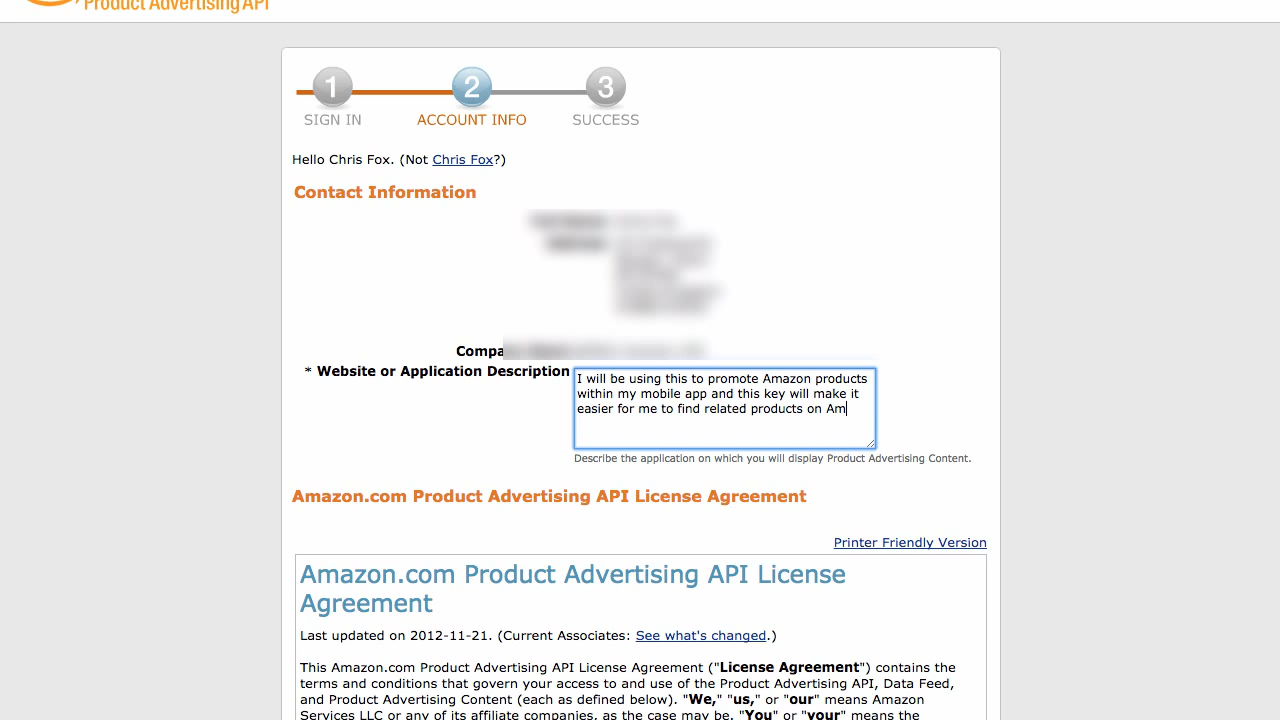 Product Advertising API
1 2 3
SIGN IN ACCOUNT INFO SUCCESS
Hello Chris Fox. (Not Chris Fox?)
Contact Information
Compa
* Website or Application Description
I will be using this to promote Amazon products
within my mobile app and this key will make it
easier for me to find related products on Am
Describe the application on which you will display Product Advertising Content.
Amazon.com Product Advertising API License Agreement
Printer Friendly Version
Amazon.com Product Advertising API License
Agreement
Last updated on 2012-11-21. (Current Associates: See what's changed.)
This Amazon.com Product Advertising API License Agreement ("License Agreement") contains the
terms and conditions that govern your access to and use of the Product Advertising API, Data Feed,
and Product Advertising Content (each as defined below). "We," "us," or "our" means Amazon
Services LLC or any of its affiliate companies, as the case may be. "You" or "your" means the